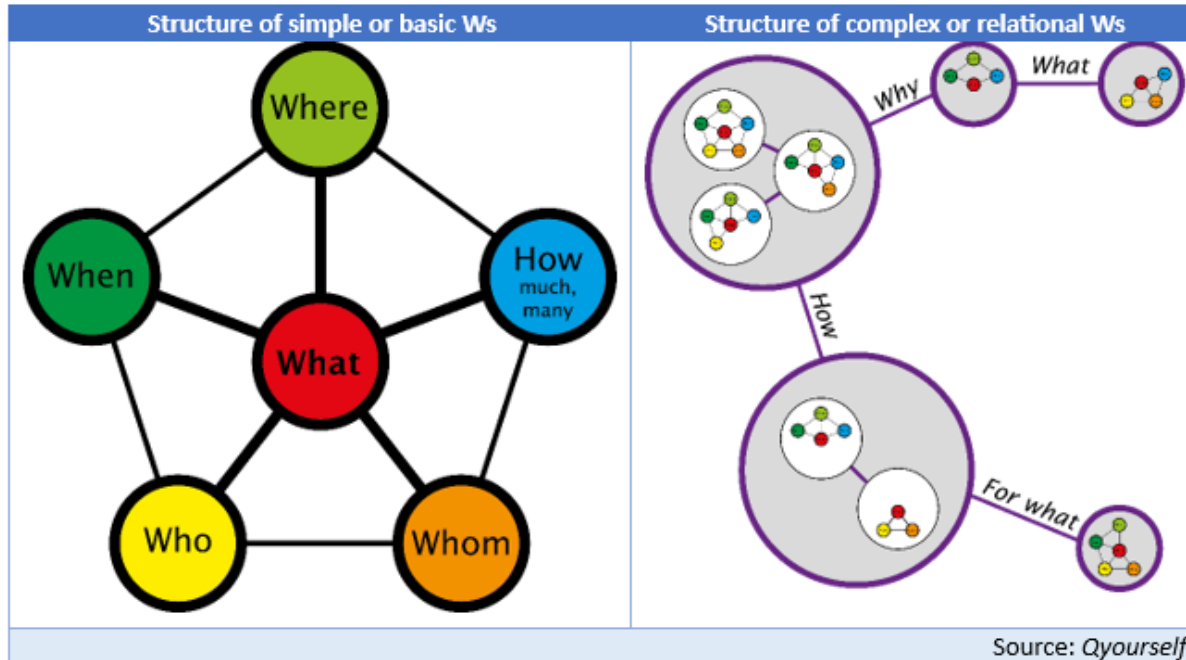 Structure of simple or basic Ws
Structure of complex or relational Ws
Where
When
How
much,
many
What
Who
Whom
Why
What
How
For what
Source: Qyourself